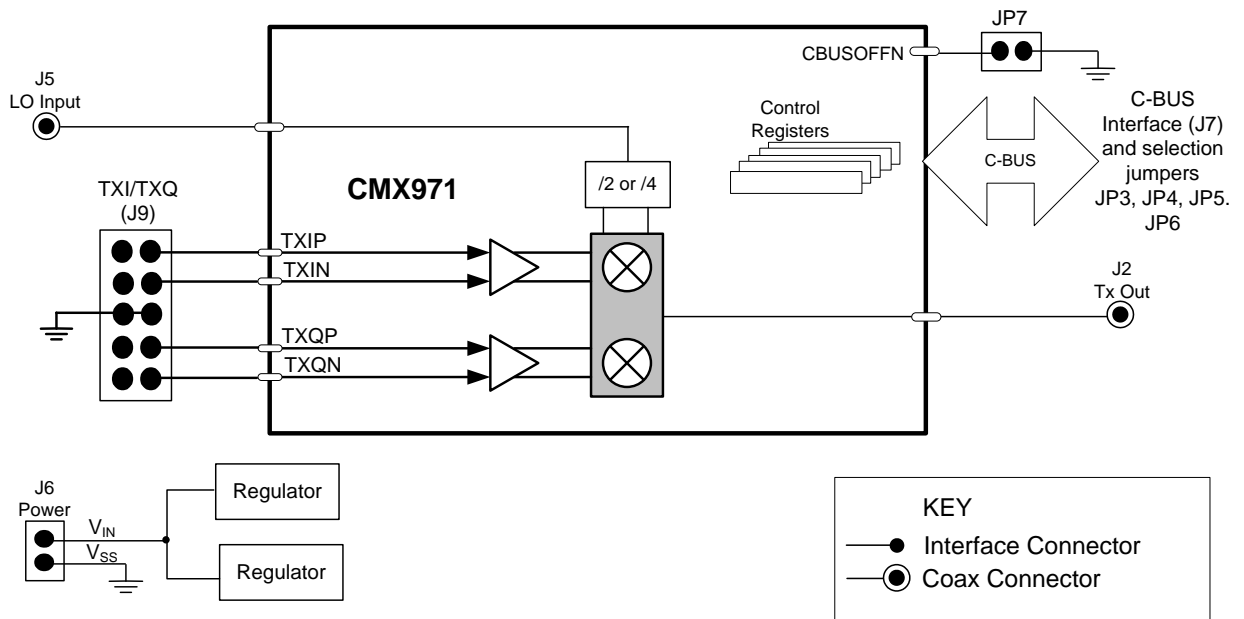 JP7
CBUSOFFN
J5
LO Input
Control
Registers
C-BUS
C-BUS
Interface (J7)
and selection
jumpers
JP3, JP4, JP5.
JP6
CMX971
/2 or /4
TXI/TXQ
(J9)
TXIP
TXIN
TXQP
TXQN
J2
Tx Out
J6
Power
VIN
VSS
Regulator
Regulator
KEY
Interface Connector
Coax Connector